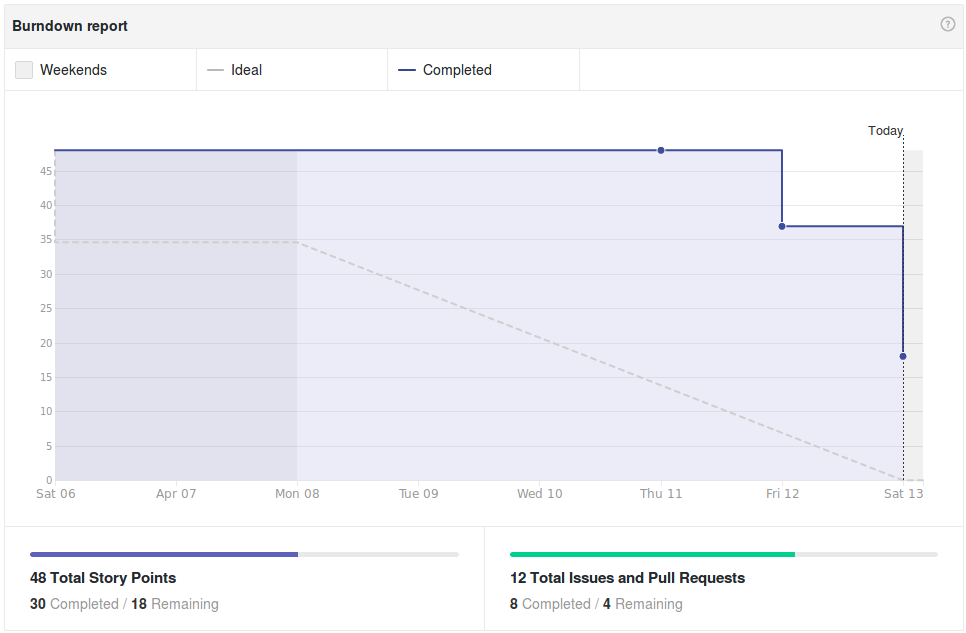 Burndown report
?
Weekends
Ideal
Completed
Today
45
40
35
30
25
20
15
10
5
0
Sat 06 Apr 07 Mon 08 Tue 09 Wed 10 Thu 11 Fri 12 Sat 13
48 Total Story Points
30 Completed / 18 Remaining
12 Total Issues and Pull Requests
8 Completed / 4 Remaining